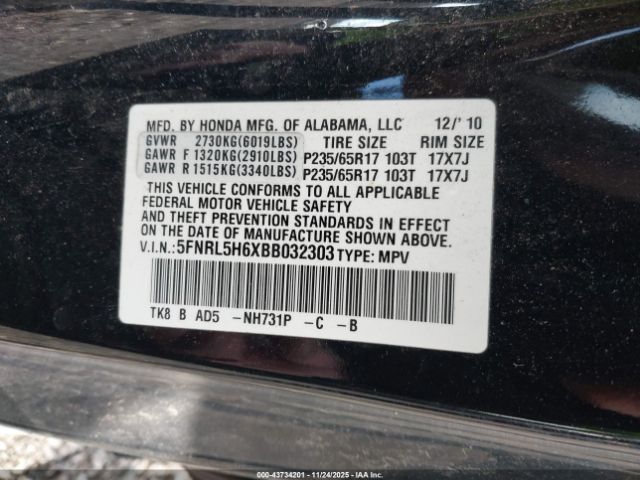 MFD. BY HONDA MFG. OF ALABAMA, LLC 12/'10
GVWR 2730KG(6019LBS) TIRE SIZE RIM SIZE
GAWR F 1320KG(2910LBS) P235/65R17 103T 17X7J
GAWR R 1515KG(3340LBS) P235/65R17 103T 17X7J
THIS VEHICLE CONFORMS TO ALL APPLICABLE
FEDERAL MOTOR VEHICLE SAFETY
AND THEFT PREVENTION STANDARDS IN EFFECT
ON THE DATE OF MANUFACTURE SHOWN ABOVE.
V.I.N.:5FNRL5H6XBB032303 TYPE: MPV
TK8 B AD5 -NH731P -C -B
000-43734201 - 11/24/2025 - IAAI.COM